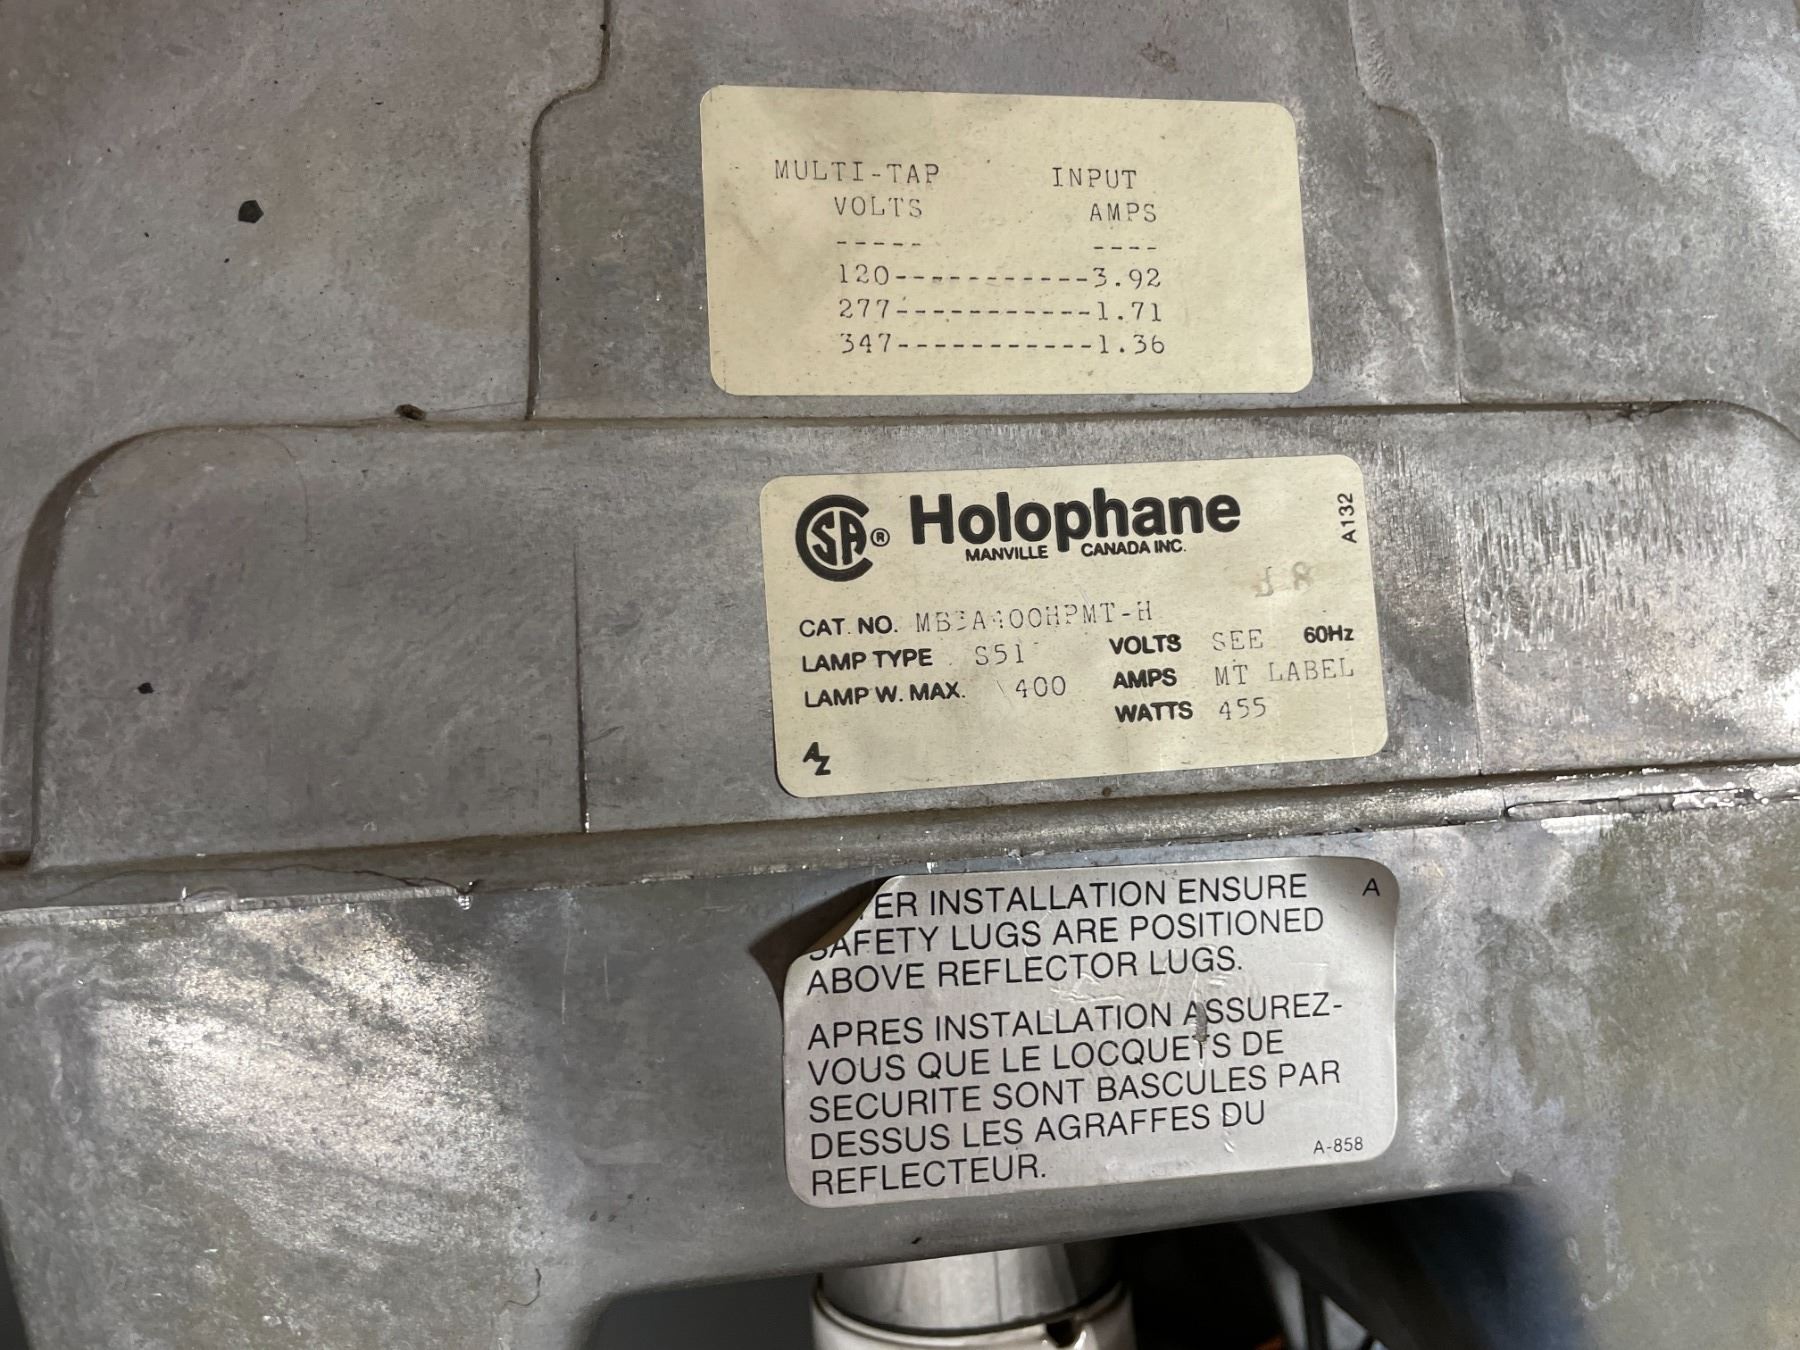 MULTI-TAP INPUT
VOLTS AMPS
----- ----
120-----------3.92
277-----------1.71
347-----------1.36
CSA® Holophane
MANVILLE CANADA INC.
A132
CAT. NO.
LAMP TYPE S51 VOLTS SEE 60Hz
LAMP W. MAX. 400 AMPS MT LABEL
WATTS 455
AZ
INSTALLATION ENSURE A
SAFETY LUGS ARE POSITIONED
ABOVE REFLECTOR LUGS.
APRES INSTALLATION ASSUREZ-
VOUS QUE LE LOCQUETS DE
SECURITE SONT BASCULES PAR
DESSUS LES AGRAFFES DU
REFLECTEUR.
A-858